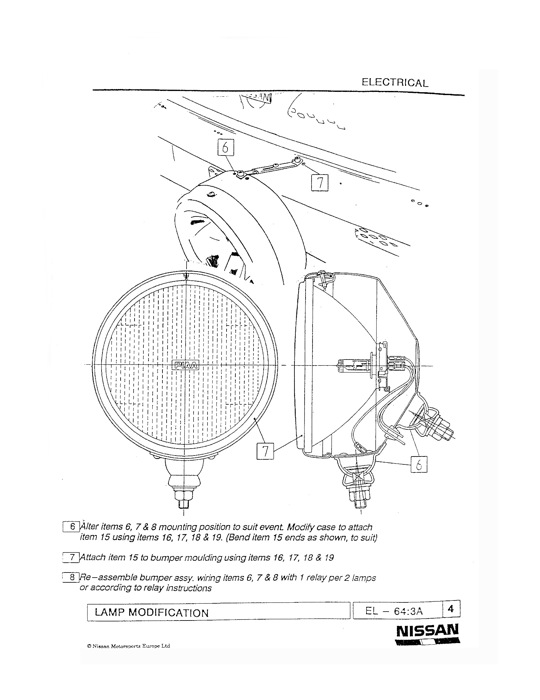 ELECTRICAL
6
7
PIAA
7
6
6 Alter items 6, 7 & 8 mounting position to suit event. Modify case to attach
item 15 using items 16, 17, 18 & 19. (Bend item 15 ends as shown, to suit)
7 Attach item 15 to bumper moulding using items 16, 17, 18 & 19
8 Re-assemble bumper assy. wiring items 6, 7 & 8 with 1 relay per 2 lamps
or according to relay instructions
LAMP MODIFICATION EL - 64:3A 4
NISSAN
© Nissan Motorsports Europe Ltd